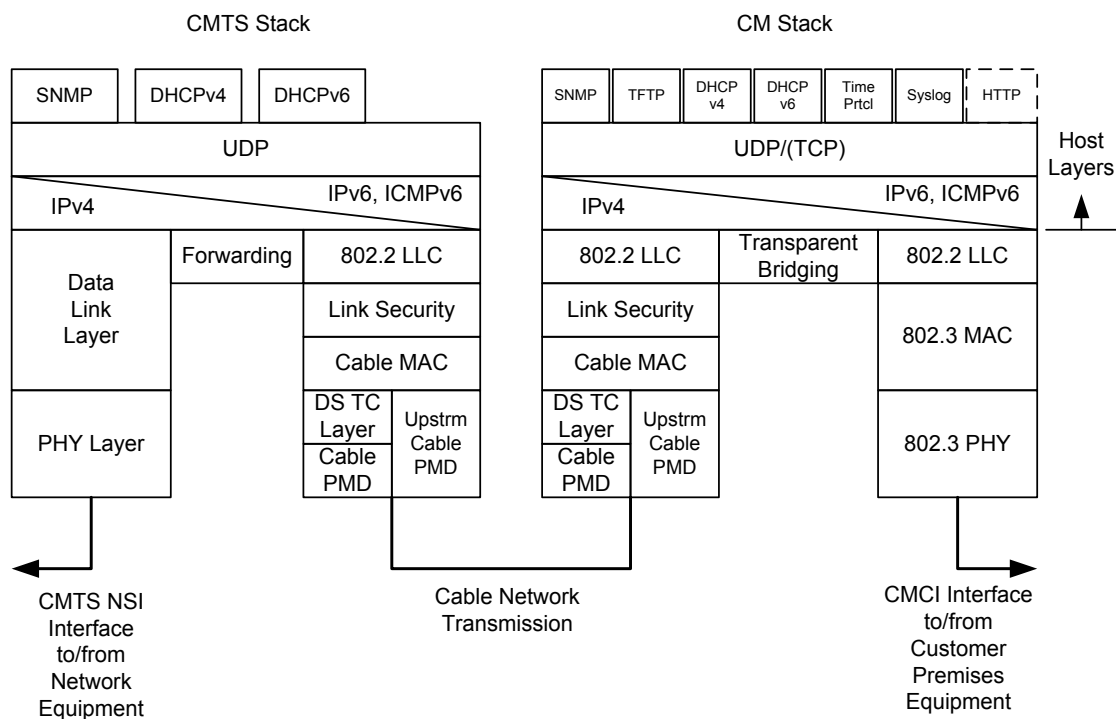 CMTS Stack
CM Stack
SNMP
DHCPv4
DHCPv6
SNMP
TFTP
DHCP
v4
DHCP
v6
Time
Prtcl
Syslog
HTTP
UDP
UDP/(TCP)
Host
Layers
IPv4
IPv6, ICMPv6
IPv4
IPv6, ICMPv6
Data
Link
Layer
Forwarding
802.2 LLC
802.2 LLC
Transparent
Bridging
802.2 LLC
Link Security
Link Security
802.3 MAC
Cable MAC
Cable MAC
PHY Layer
DS TC
Layer
Cable
PMD
Upstrm
Cable
PMD
DS TC
Layer
Cable
PMD
Upstrm
Cable
PMD
802.3 PHY
CMTS NSI
Interface
to/from
Network
Equipment
Cable Network
Transmission
CMCI Interface
to/from
Customer
Premises
Equipment